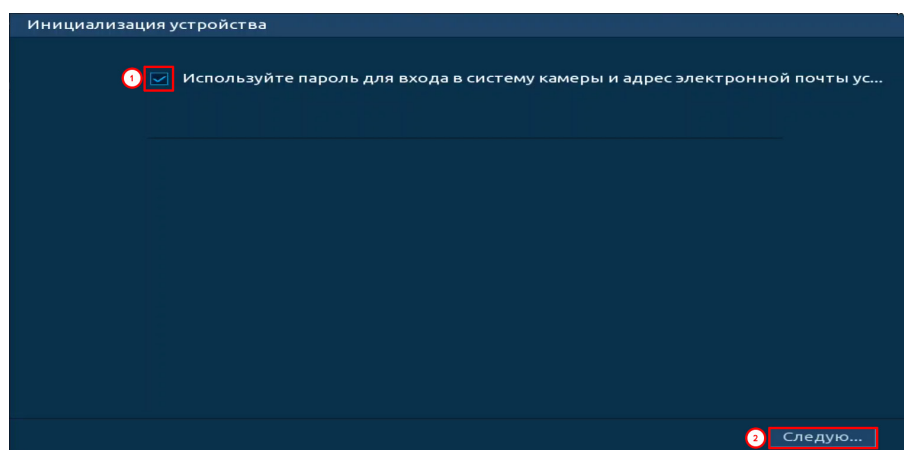 Инициализация устройства
1 Используйте пароль для входа в систему камеры и адрес электронной почты ус...
2 Следую...